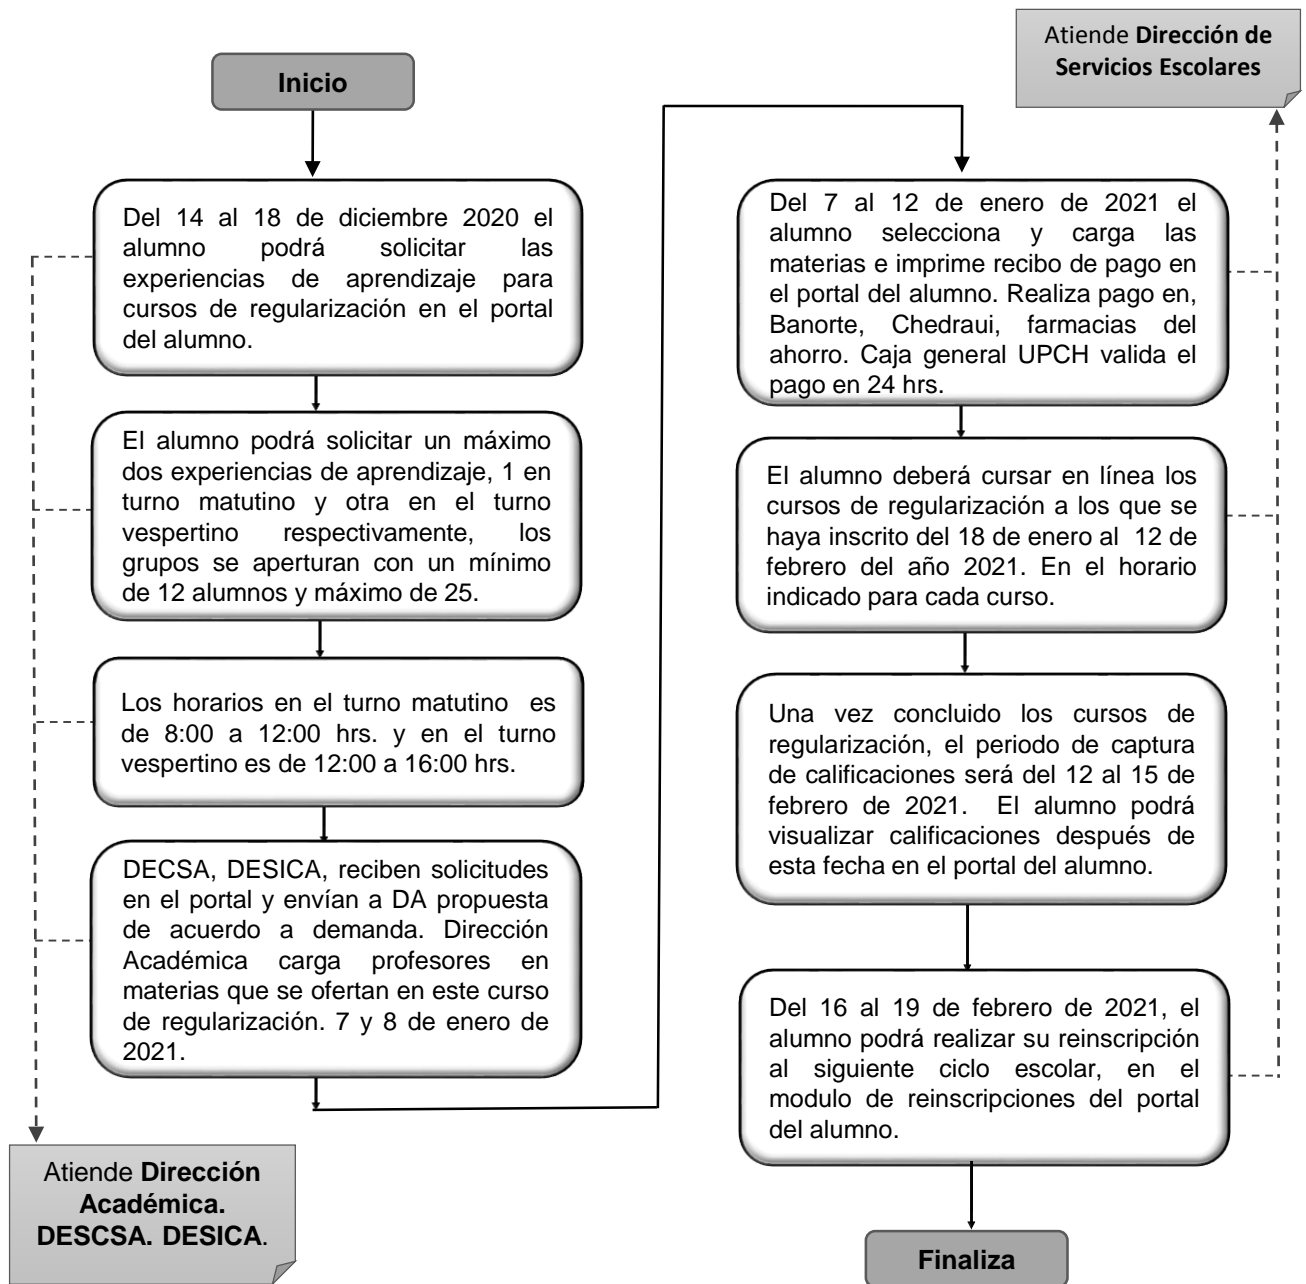 Inicio
Del 14 al 18 de diciembre 2020 el
alumno podrá solicitar las
experiencias de aprendizaje para
cursos de regularización en el portal
del alumno.
El alumno podrá solicitar un máximo
dos experiencias de aprendizaje, 1 en
turno matutino y otra en el turno
vespertino respectivamente, los
grupos se aperturan con un mínimo
de 12 alumnos y máximo de 25.
Los horarios en el turno matutino es
de 8:00 a 12:00 hrs. y en el turno
vespertino es de 12:00 a 16:00 hrs.
DECSA, DESICA, reciben solicitudes
en el portal y envían a DA propuesta
de acuerdo a demanda. Dirección
Académica carga profesores en
materias que se ofertan en este curso
de regularización. 7 y 8 de enero de
2021.
Atiende Dirección
Académica.
DESCSA. DESICA.
Atiende Dirección de
Servicios Escolares
Del 7 al 12 de enero de 2021 el
alumno selecciona y carga las
materias e imprime recibo de pago en
el portal del alumno. Realiza pago en,
Banorte, Chedraui, farmacias del
ahorro. Caja general UPCH valida el
pago en 24 hrs.
El alumno deberá cursar en línea los
cursos de regularización a los que se
haya inscrito del 18 de enero al 12 de
febrero del año 2021. En el horario
indicado para cada curso.
Una vez concluido los cursos de
regularización, el periodo de captura
de calificaciones será del 12 al 15 de
febrero de 2021. El alumno podrá
visualizar calificaciones después de
esta fecha en el portal del alumno.
Del 16 al 19 de febrero de 2021, el
alumno podrá realizar su reinscripción
al siguiente ciclo escolar, en el
modulo de reinscripciones del portal
del alumno.
Finaliza